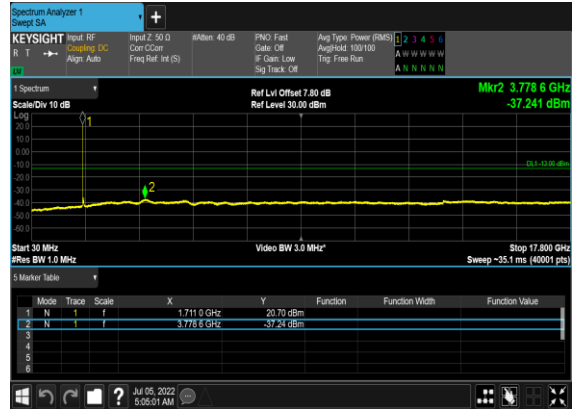 Spectrum Analyzer 1
Swept SA
+
KEYSIGHT Input: RF Input Z: 50 Ω #Atten: 40 dB PNO: Fast Avg Type: Power (RMS) 1 2 3 4 5 6
R T Coupling: DC Corr CCorr Gate: Off Avg|Hold: 100/100 A W W W W W
Align: Auto Freq Ref: Int (S) IF Gain: Low Trig: Free Run
Sig Track: Off A N N N N N
1 Spectrum Ref Lvl Offset 7.80 dB Mkr2 3.778 6 GHz
Scale/Div 10 dB Ref Level 30.00 dBm -37.241 dBm
Log
20.0
10.0
0.00
-10.0
-20.0
-30.0
-40.0
-50.0
-60.0
1
2
DL1 -13.00 dBm
Start 30 MHz Video BW 3.0 MHz* Stop 17.800 GHz
#Res BW 1.0 MHz Sweep ~35.1 ms (40001 pts)
5 Marker Table
Mode Trace Scale X Y Function Function Width Function Value
1 N 1 f 1.711 0 GHz 20.70 dBm
2 N 1 f 3.778 6 GHz -37.24 dBm
3
4
5
6
? Jul 05, 2022
5:05:01 AM